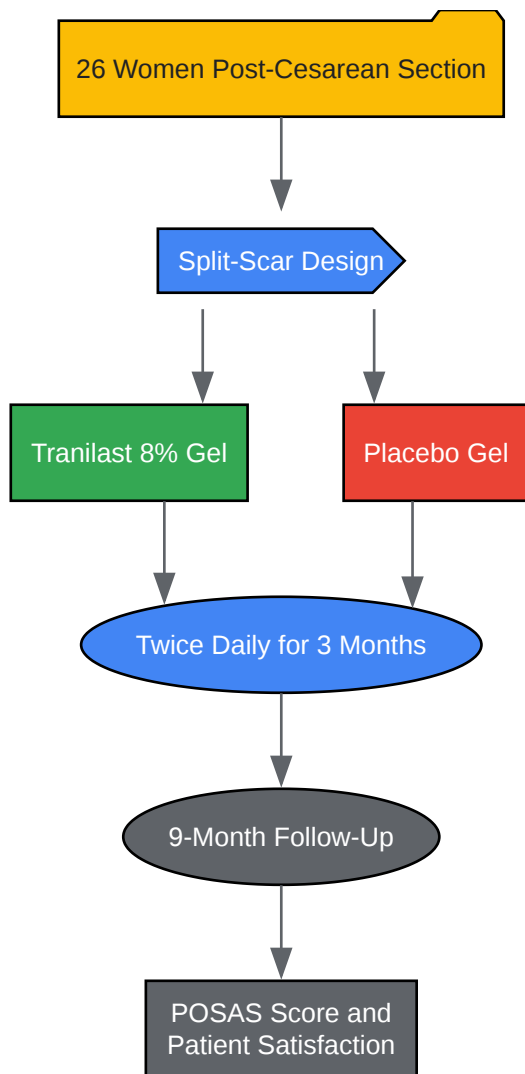 26 Women Post-Cesarean Section
Split-Scar Design
Tranilast 8% Gel
Placebo Gel
Twice Daily for 3 Months
9-Month Follow-Up
POSAS Score and
Patient Satisfaction